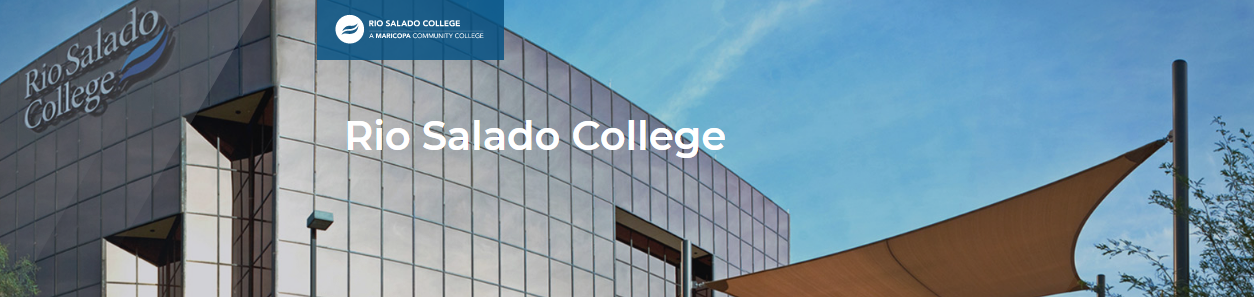 Rio Salado
College
RIO SALADO COLLEGE
A MARICOPA COMMUNITY COLLEGE
Rio Salado College